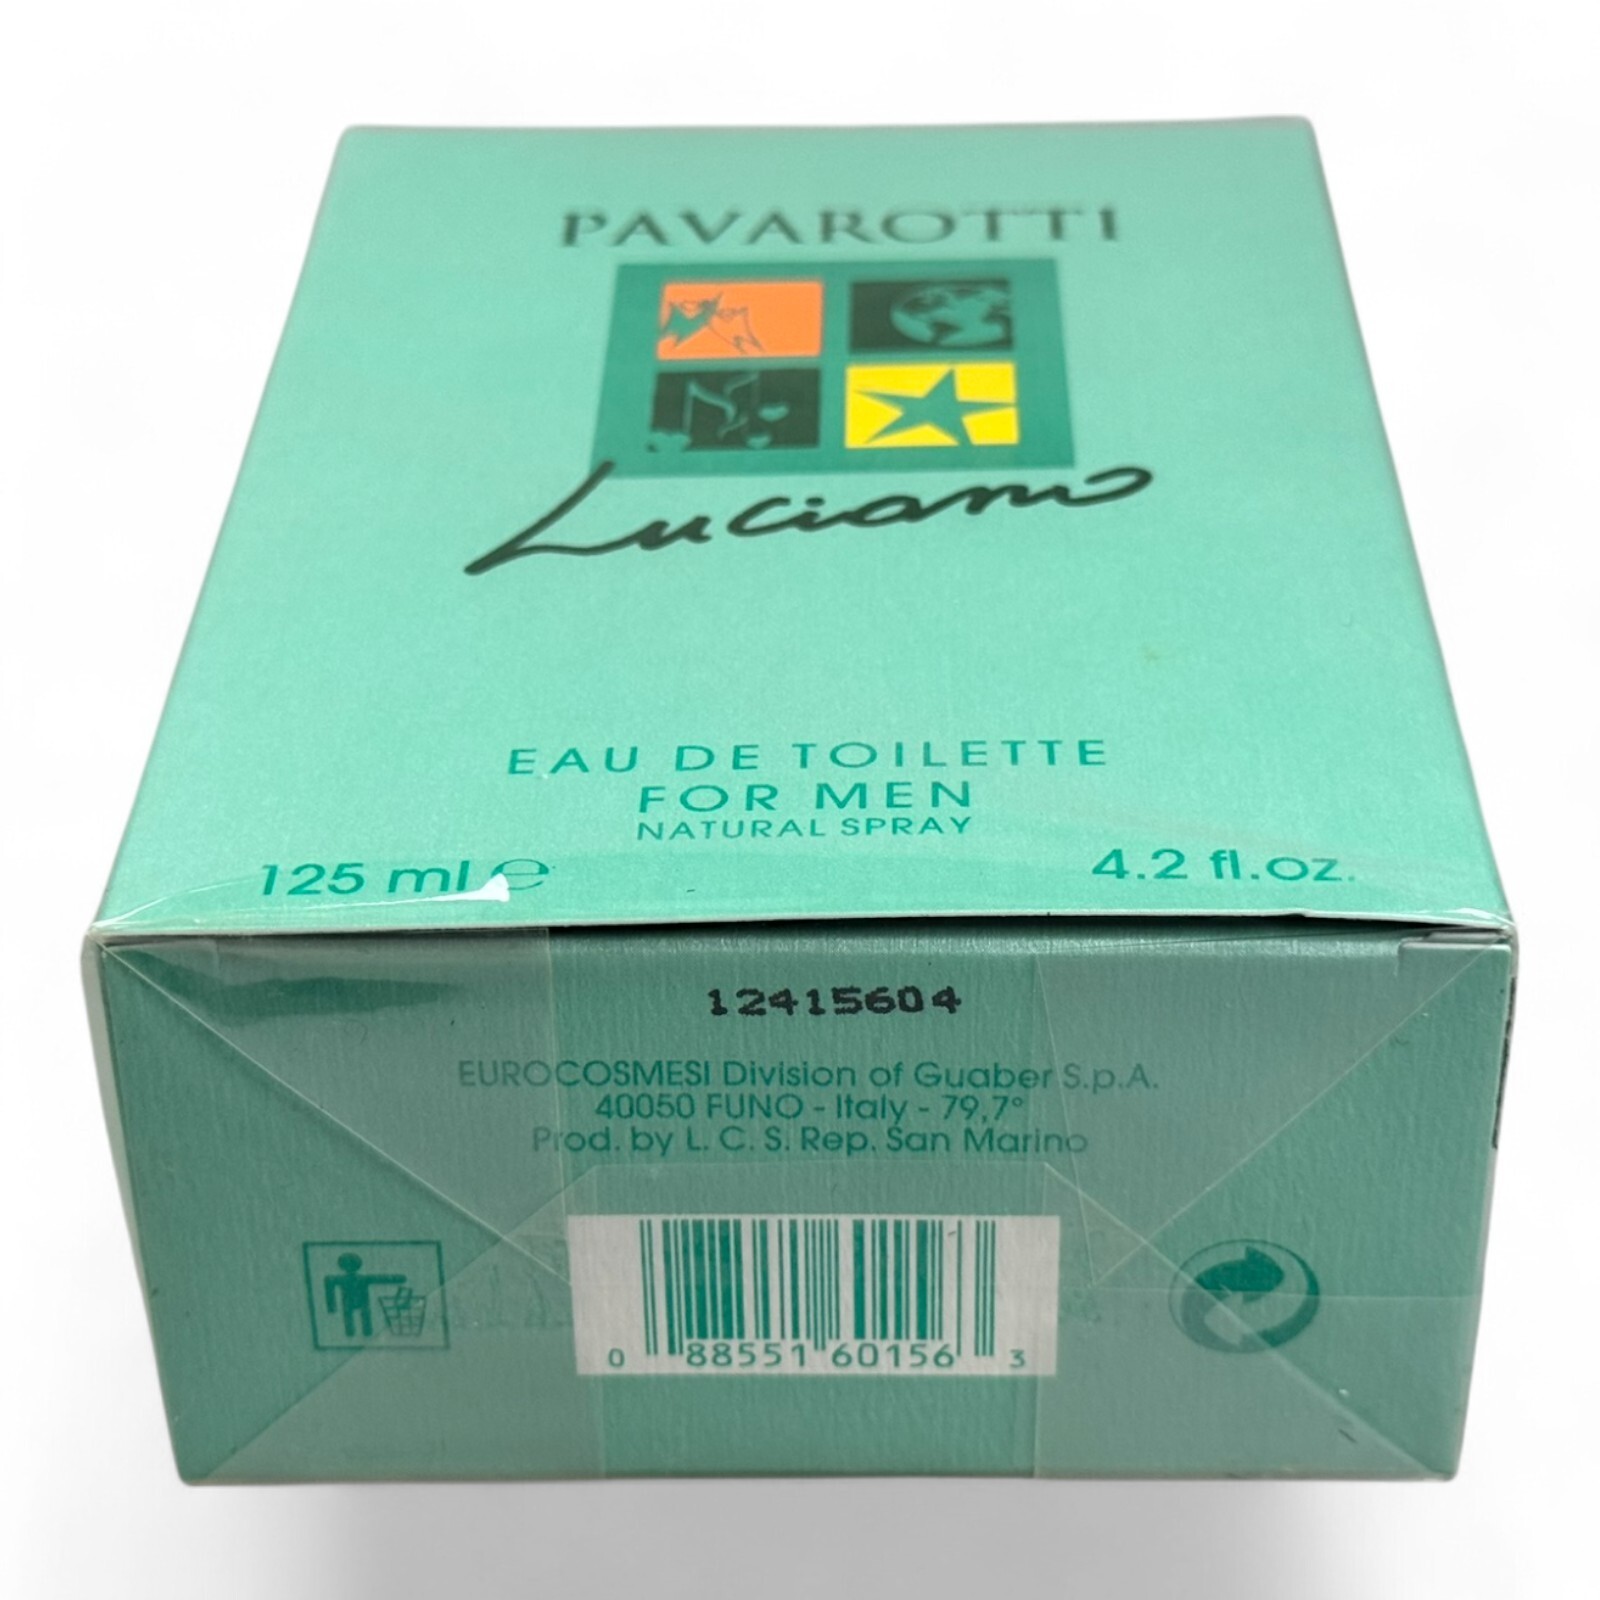 PAVAROTTI
Luciano
EAU DE TOILETTE
FOR MEN
NATURAL SPRAY
125 ml ℮
4.2 fl.oz.
12415604
EUROCOSMESI Division of Guaber S.p.A.
40050 FUNO - Italy - 79,7°
Prod. by L. C. S. Rep. San Marino
0 88551 60156 3